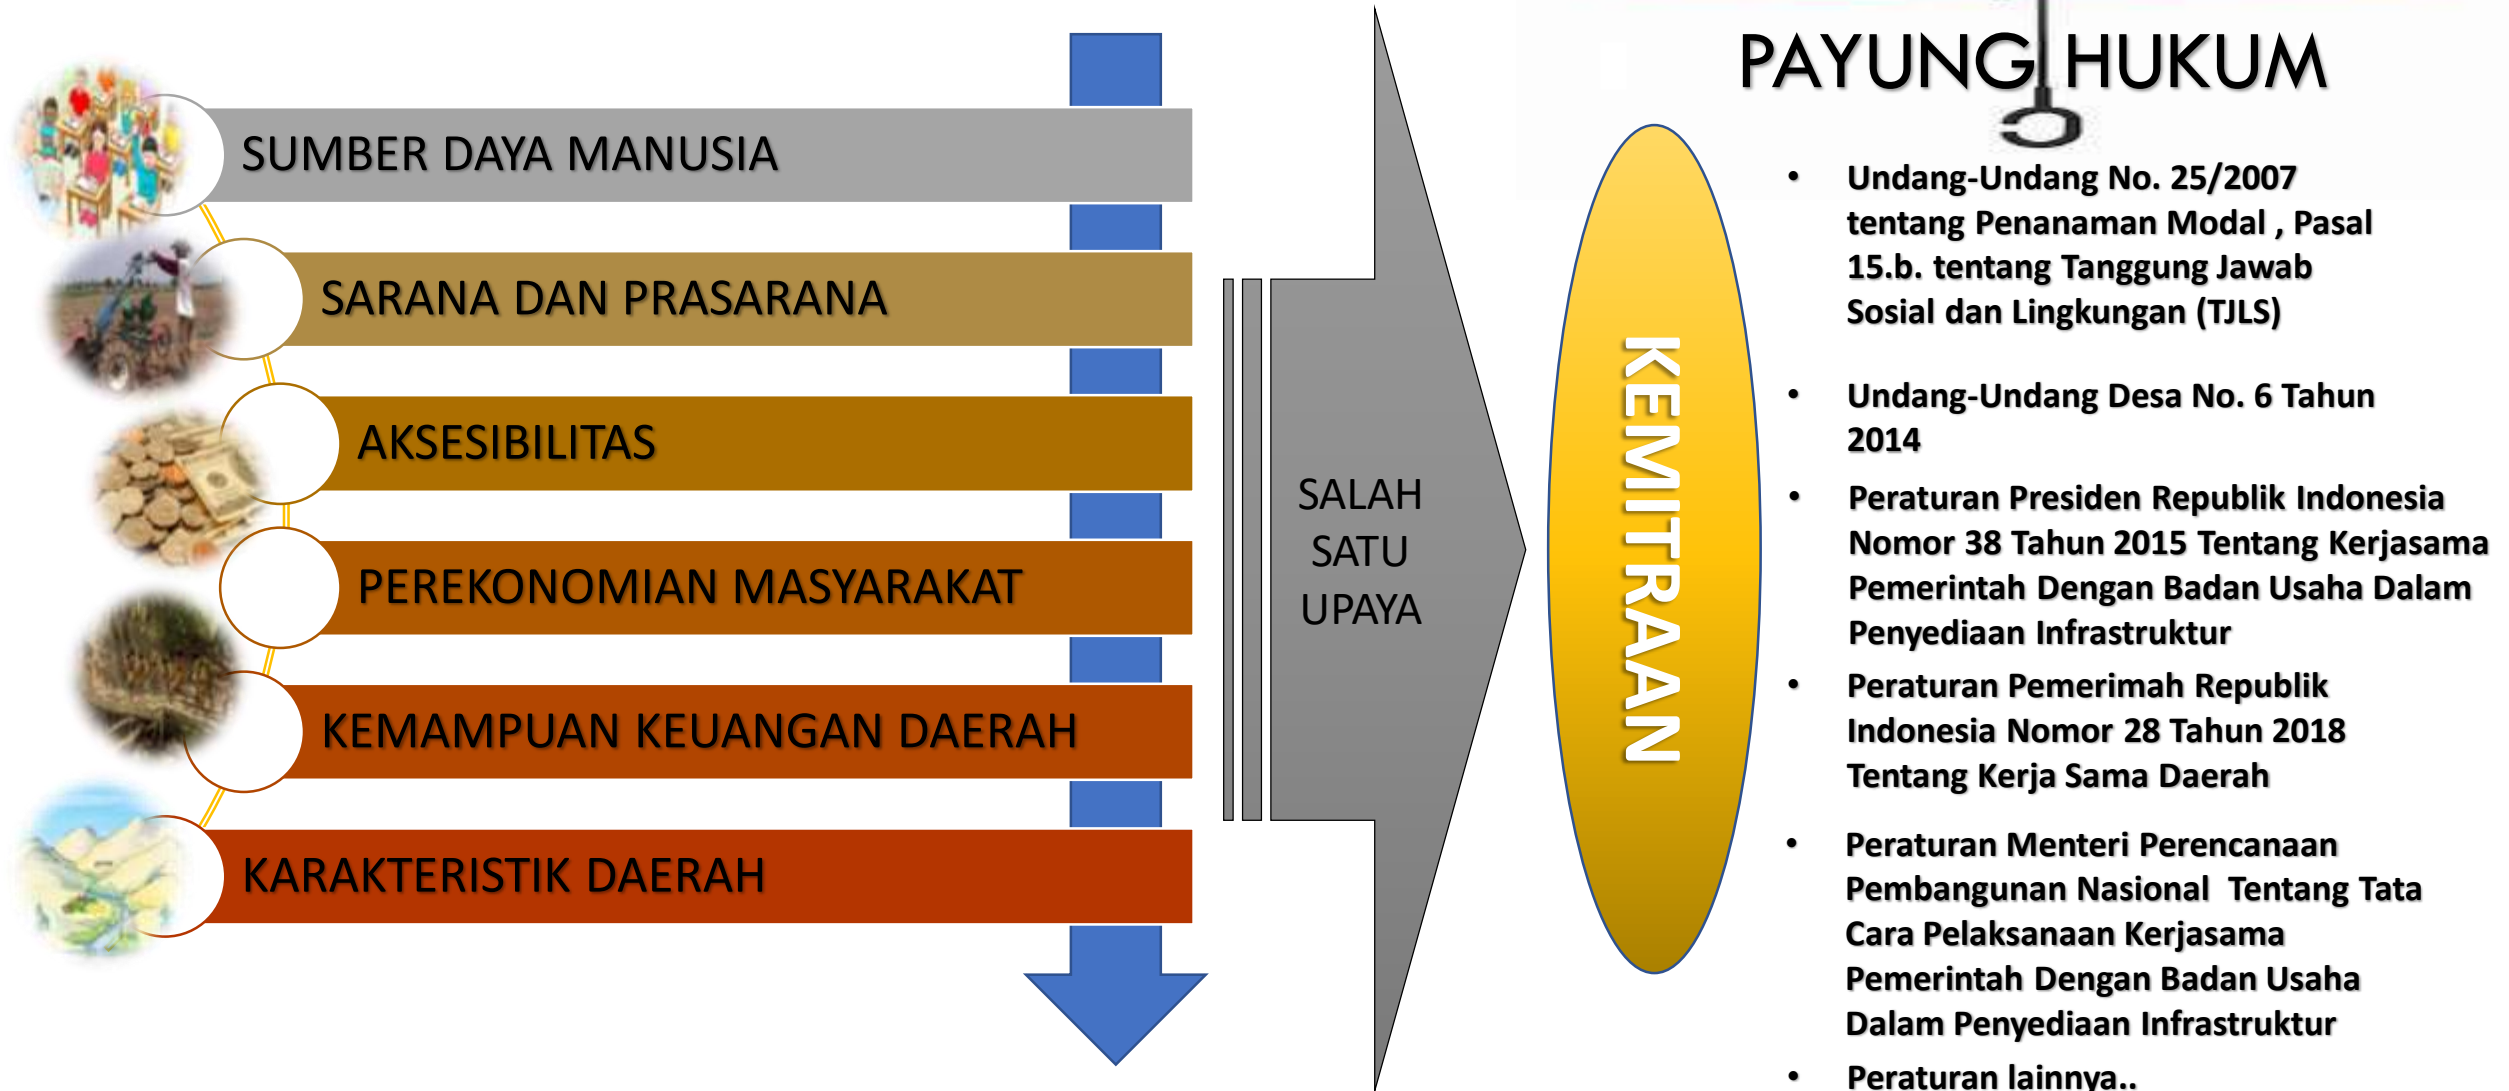 SUMBER DAYA MANUSIA
SARANA DAN PRASARANA
AKSESIBILITAS
PEREKONOMIAN MASYARAKAT
KEMAMPUAN KEUANGAN DAERAH
KARAKTERISTIK DAERAH
SALAH
SATU
UPAYA
KEMITRAAN
PAYUNG HUKUM
• Undang-Undang No. 25/2007
tentang Penanaman Modal , Pasal
15.b. tentang Tanggung Jawab
Sosial dan Lingkungan (TJLS)
• Undang-Undang Desa No. 6 Tahun
2014
• Peraturan Presiden Republik Indonesia
Nomor 38 Tahun 2015 Tentang Kerjasama
Pemerintah Dengan Badan Usaha Dalam
Penyediaan Infrastruktur
• Peraturan Pemerimah Republik
Indonesia Nomor 28 Tahun 2018
Tentang Kerja Sama Daerah
• Peraturan Menteri Perencanaan
Pembangunan Nasional  Tentang Tata
Cara Pelaksanaan Kerjasama
Pemerintah Dengan Badan Usaha
Dalam Penyediaan Infrastruktur
• Peraturan lainnya..